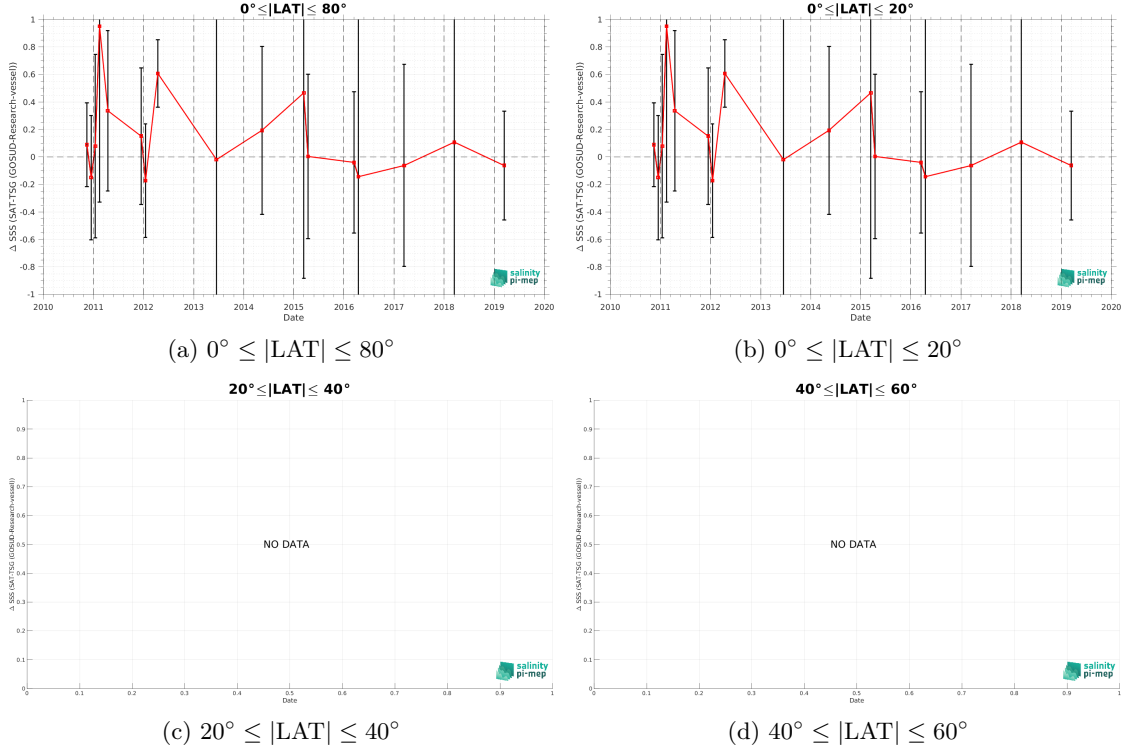 0°≤|LAT|≤ 80°
1
0.8
0.6
0.4
0.2
0
-0.2
-0.4
-0.6
-0.8
-1
Δ SSS (SAT-TSG (GOSUD-Research-vessel))
2010 2011 2012 2013 2014 2015 2016 2017 2018 2019 2020
Date
salinity
pi-mep
(a) 0° ≤ |LAT| ≤ 80°
0°≤|LAT|≤ 20°
1
0.8
0.6
0.4
0.2
0
-0.2
-0.4
-0.6
-0.8
-1
Δ SSS (SAT-TSG (GOSUD-Research-vessel))
2010 2011 2012 2013 2014 2015 2016 2017 2018 2019 2020
Date
salinity
pi-mep
(b) 0° ≤ |LAT| ≤ 20°
20°≤|LAT|≤ 40°
1
0.9
0.8
0.7
0.6
0.5
0.4
0.3
0.2
0.1
0
Δ SSS (SAT-TSG (GOSUD-Research-vessel))
NO DATA
0 0.1 0.2 0.3 0.4 0.5 0.6 0.7 0.8 0.9 1
Date
salinity
pi-mep
(c) 20° ≤ |LAT| ≤ 40°
40°≤|LAT|≤ 60°
1
0.9
0.8
0.7
0.6
0.5
0.4
0.3
0.2
0.1
0
Δ SSS (SAT-TSG (GOSUD-Research-vessel))
NO DATA
0 0.1 0.2 0.3 0.4 0.5 0.6 0.7 0.8 0.9 1
Date
salinity
pi-mep
(d) 40° ≤ |LAT| ≤ 60°